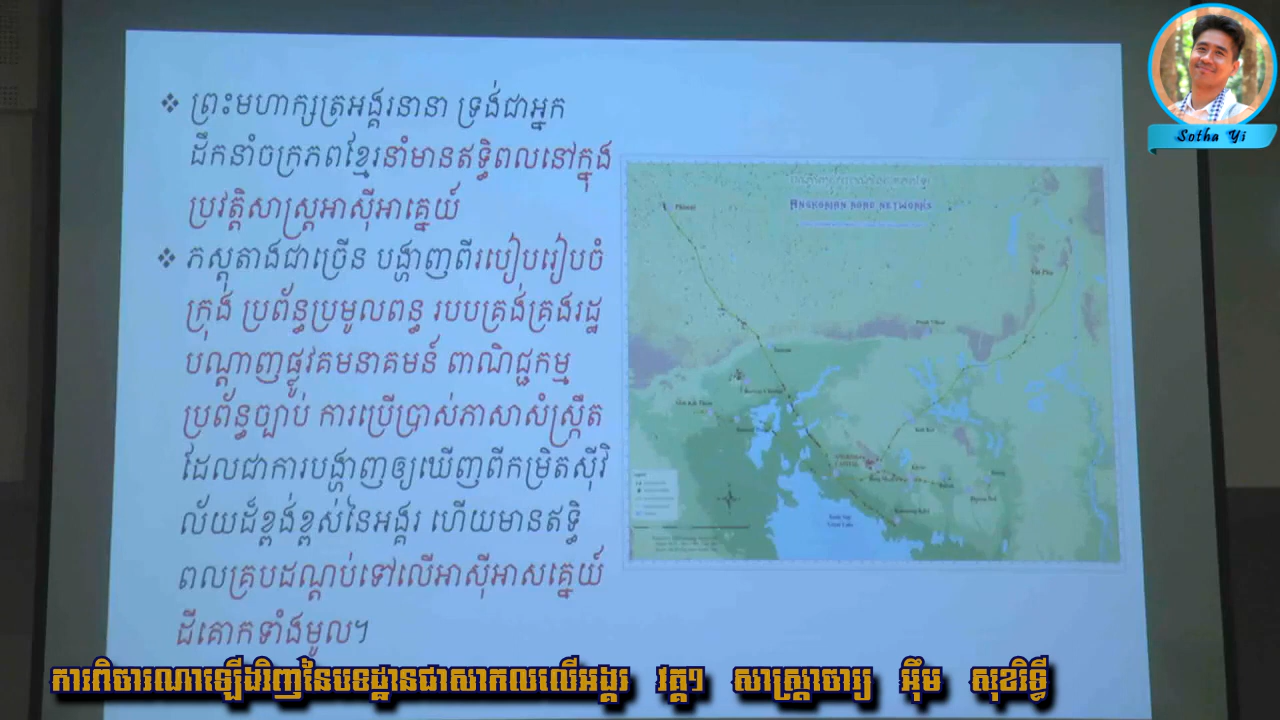 ❖ ព្រះមហាក្សត្រអង្គរនានា ទ្រង់ជាអ្នក
ដឹកនាំចក្រភពខ្មែរនាំមានឥទ្ធិពលនៅក្នុង
ប្រវត្តិសាស្ត្រអាស៊ីអាគ្នេយ៍
❖ ភស្តុតាងជាច្រើន បង្ហាញពីរបៀបរៀបចំ
ក្រុង ប្រព័ន្ធប្រមូលពន្ធ របបគ្រង់គ្រងរដ្ឋ
បណ្តាញផ្លូវគមនាគមន៍ ពាណិជ្ជកម្ម
ប្រព័ន្ធច្បាប់ ការប្រើប្រាស់ភាសាសំស្ក្រឹត
ដែលជាការបង្ហាញឲ្យឃើញពីកម្រិតស៊ីវិ
ល័យដ៏ខ្ពង់ខ្ពស់នៃអង្គរ ហើយមានឥទ្ធិ
ពលគ្របដណ្តប់ទៅលើអាស៊ីអាសគ្នេយ៍
ដីគោកទាំងមូល។
ANGKORIAN ROAD NETWORKS
Phimai
Sotha Yi
ការពិចារណាឡើងវិញនៃបទដ្ឋានជាសាកលលើអង្គរ វគ្គ១ សាស្ត្រាចារ្យ អ៊ឹម សុខរិទ្ធី